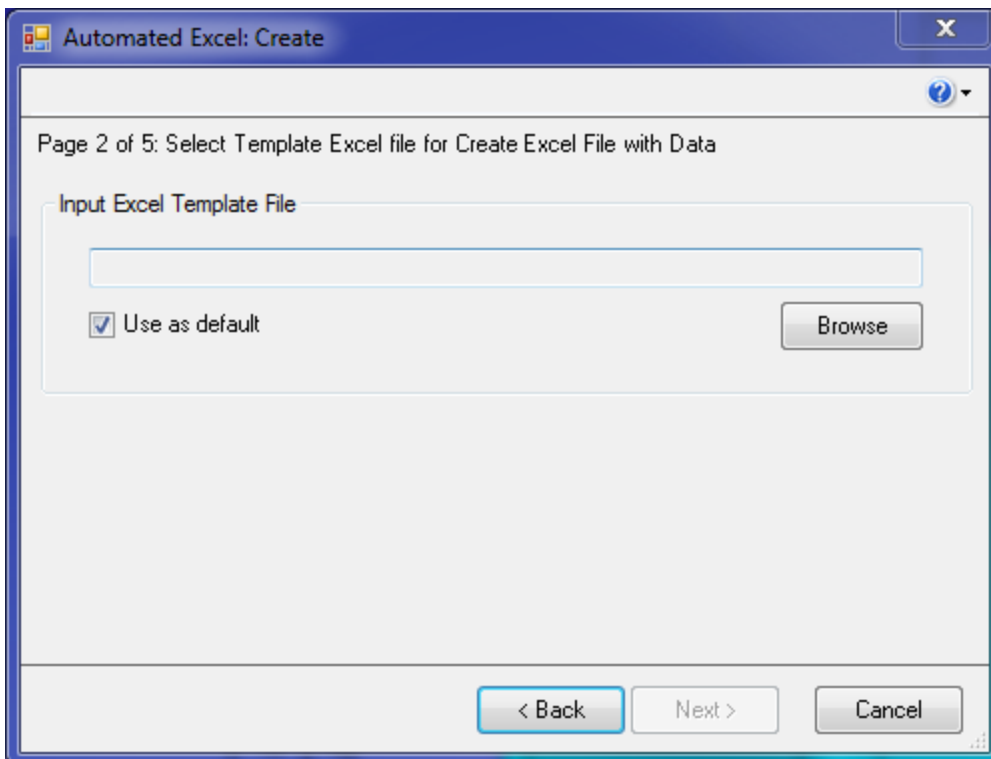 Automated Excel: Create
x
?
Page 2 of 5: Select Template Excel file for Create Excel File with Data
Input Excel Template File
Use as default
Browse
< Back
Next >
Cancel